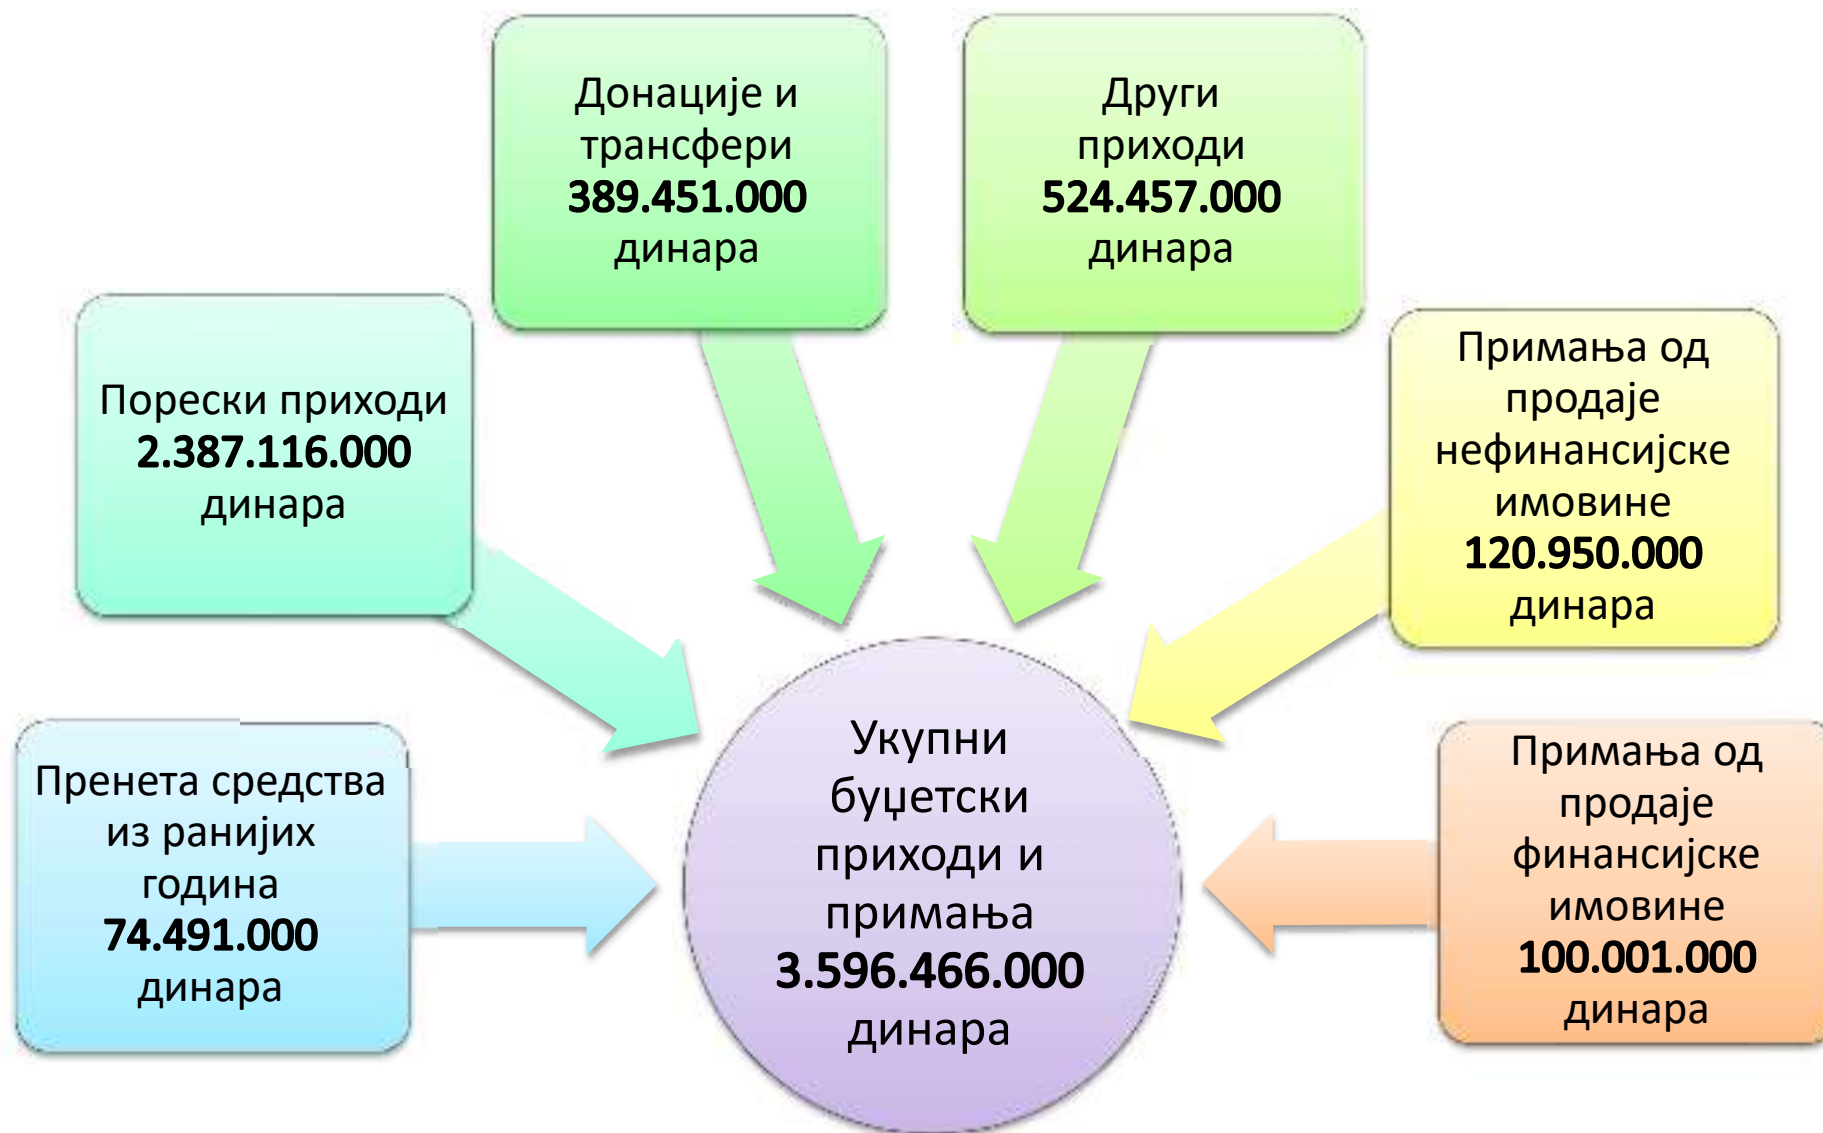 Донације и
трансфери
389.451.000
динара
Други
приходи
524.457.000
динара
Порески приходи
2.387.116.000
динара
Примања од
продаје
нефинансијске
имовине
120.950.000
динара
Пренета средства
из ранијих
година
74.491.000
динара
Укупни
буџетски
приходи и
примања
3.596.466.000
динара
Примања од
продаје
финансијске
имовине
100.001.000
динара